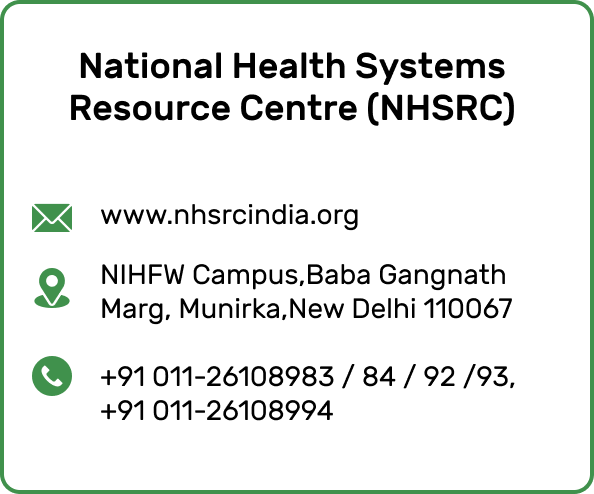 National Health Systems
Resource Centre (NHSRC)
www.nhsrcindia.org
NIHFW Campus,Baba Gangnath
Marg, Munirka,New Delhi 110067
+91 011-26108983 / 84 / 92 /93,
+91 011-26108994